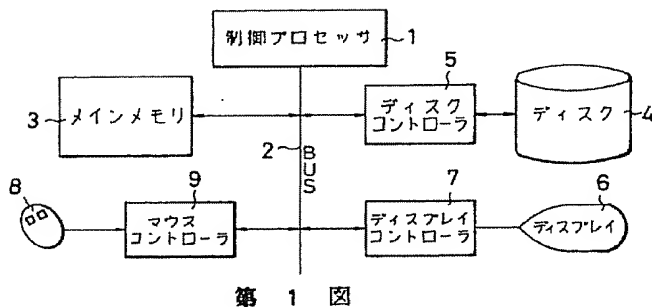 制御プロセッサ
1
5
3
メインメモリ
ディスク
コントローラ
ディスク
4
2
BUS
8
9
7
6
マウス
コントローラ
ディスプレイ
コントローラ
ディスプレイ
第 1 図